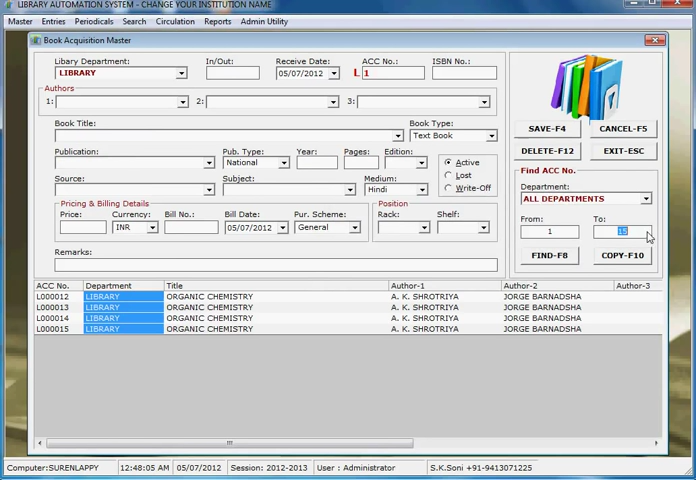 LIBRARY AUTOMATION SYSTEM - CHANGE YOUR INSTITUTION NAME
Master Entries Periodicals Search Circulation Reports Admin Utility
Book Acquisition Master
Libary Department: In/Out: Receive Date: ACC No.: ISBN No.:
LIBRARY 05/07/2012 L 1
Authors
1: 2: 3:
Book Title: Book Type:
Text Book
Publication: Pub. Type: Year: Pages: Edition:
National
Active
Lost
Write-Off
Source: Subject: Medium:
Hindi
Pricing & Billing Details Position
Price: Currency: Bill No.: Bill Date: Pur. Scheme: Rack: Shelf:
INR 05/07/2012 General
Remarks:
SAVE-F4 CANCEL-F5
DELETE-F12 EXIT-ESC
Find ACC No.
Department:
ALL DEPARTMENTS
From: To:
1 15
FIND-F8 COPY-F10
ACC No. Department Title Author-1 Author-2 Author-3
L000012 LIBRARY ORGANIC CHEMISTRY A. K. SHROTRIYA JORGE BARNADSHA
L000013 LIBRARY ORGANIC CHEMISTRY A. K. SHROTRIYA JORGE BARNADSHA
L000014 LIBRARY ORGANIC CHEMISTRY A. K. SHROTRIYA JORGE BARNADSHA
L000015 LIBRARY ORGANIC CHEMISTRY A. K. SHROTRIYA JORGE BARNADSHA
Computer:SURENLAPPY 12:48:05 AM 05/07/2012 Session: 2012-2013 User : Administrator S.K.Soni +91-9413071225